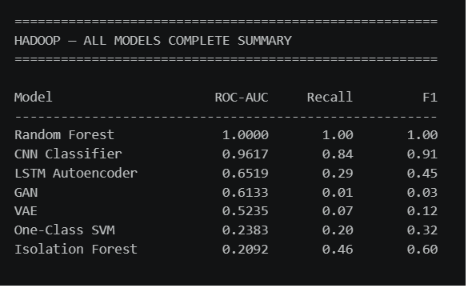 ======================================================
HADOOP — ALL MODELS COMPLETE SUMMARY
======================================================
Model ROC-AUC Recall F1
------------------------------------------------------
Random Forest 1.0000 1.00 1.00
CNN Classifier 0.9617 0.84 0.91
LSTM Autoencoder 0.6519 0.29 0.45
GAN 0.6133 0.01 0.03
VAE 0.5235 0.07 0.12
One-Class SVM 0.2383 0.20 0.32
Isolation Forest 0.2092 0.46 0.60